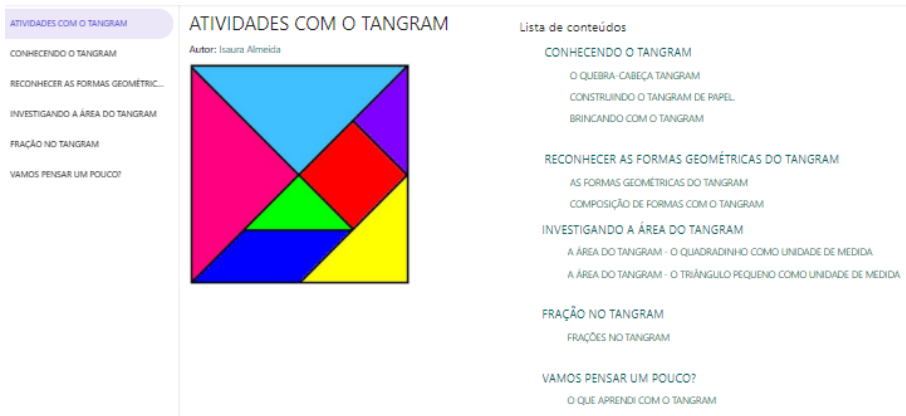 ATIVIDADES COM O TANGRAM
CONHECENDO O TANGRAM
RECONHECER AS FORMAS GEOMÉTRIC...
INVESTIGANDO A ÁREA DO TANGRAM
FRAÇÃO NO TANGRAM
VAMOS PENSAR UM POUCO?
ATIVIDADES COM O TANGRAM
Autor: Isaura Almeida
Lista de conteúdos
CONHECENDO O TANGRAM
O QUEBRA-CABEÇA TANGRAM
CONSTRUINDO O TANGRAM DE PAPEL.
BRINCANDO COM O TANGRAM
RECONHECER AS FORMAS GEOMÉTRICAS DO TANGRAM
AS FORMAS GEOMÉTRICAS DO TANGRAM
COMPOSIÇÃO DE FORMAS COM O TANGRAM
INVESTIGANDO A ÁREA DO TANGRAM
A ÁREA DO TANGRAM - O QUADRADINHO COMO UNIDADE DE MEDIDA
A ÁREA DO TANGRAM - O TRIÂNGULO PEQUENO COMO UNIDADE DE MEDIDA
FRAÇÃO NO TANGRAM
FRAÇÕES NO TANGRAM
VAMOS PENSAR UM POUCO?
O QUE APRENDI COM O TANGRAM